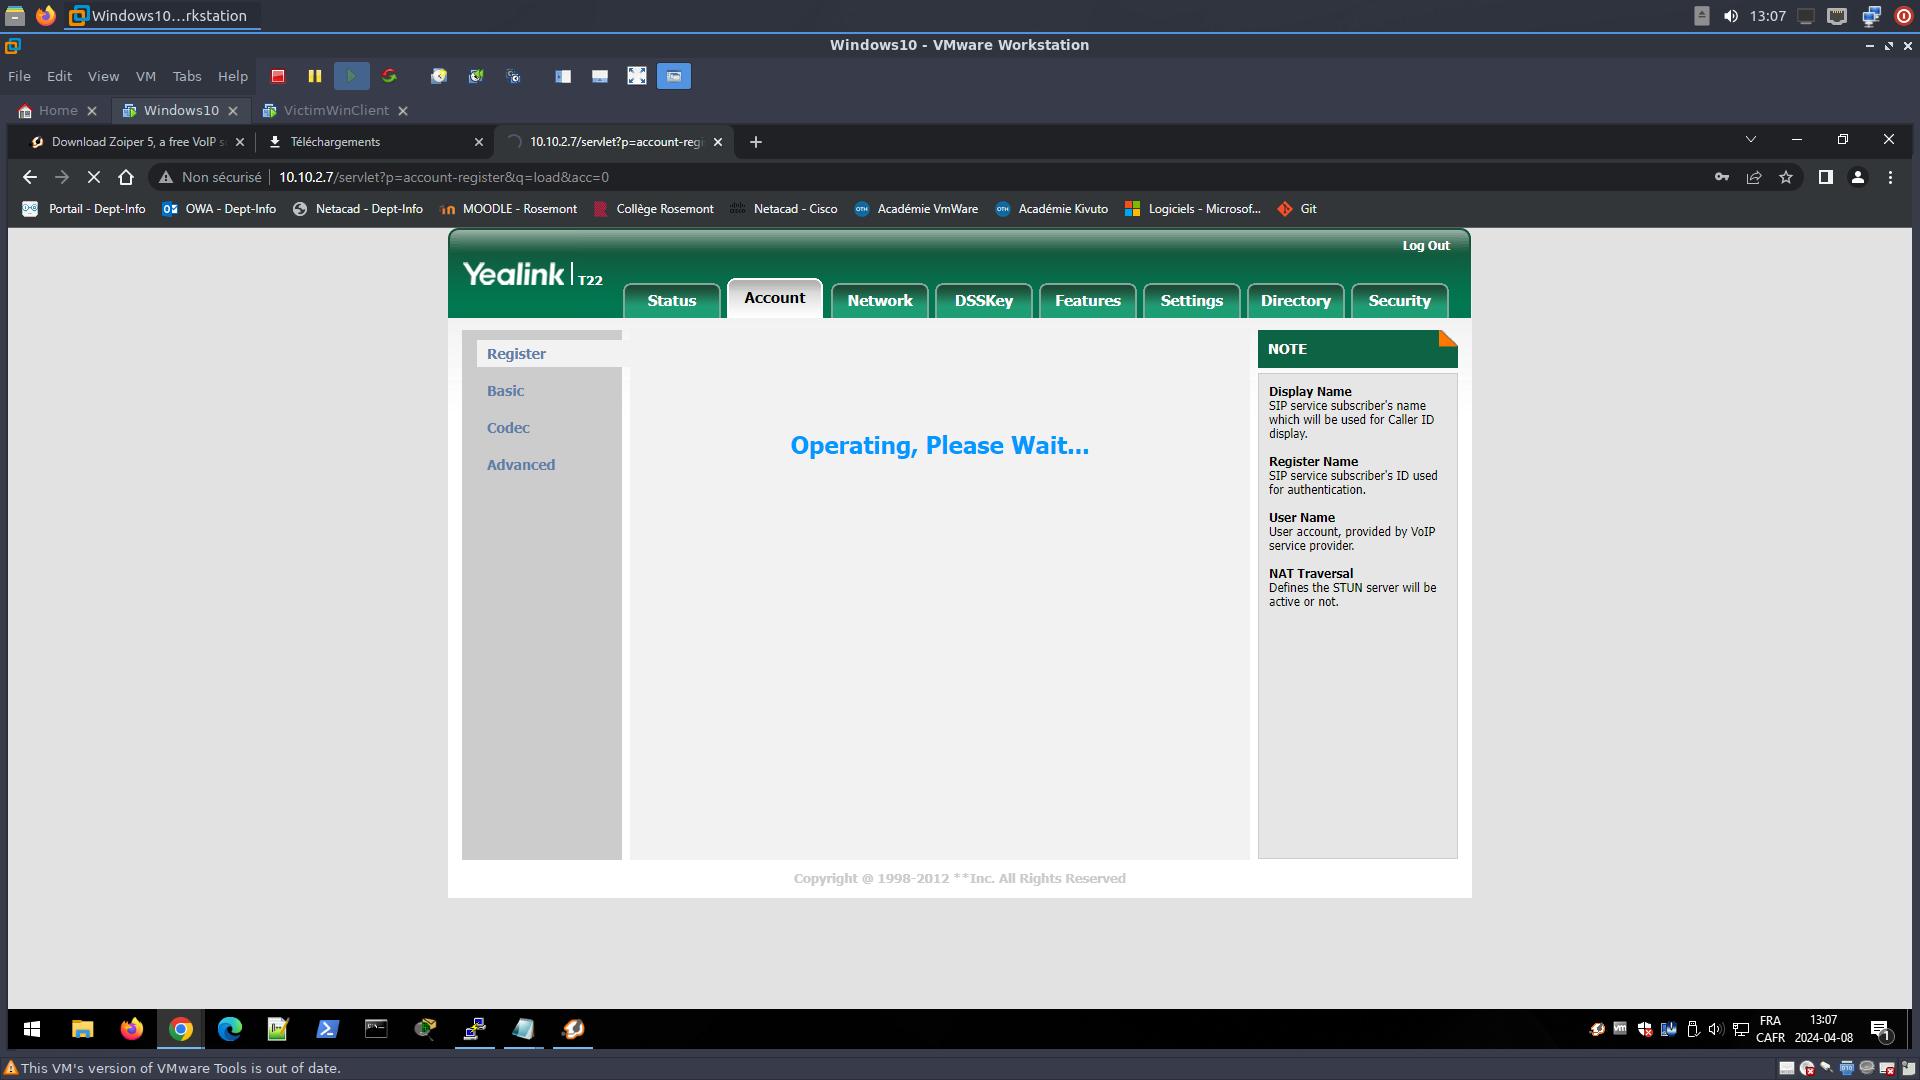 Windows10...rkstation
13:07
Windows10 - VMware Workstation
File Edit View VM Tabs Help
Home
Windows10
VictimWinClient
Download Zoiper 5, a free VoIP s
Téléchargements
10.10.2.7/servlet?p=account-regi
Non sécurisé
10.10.2.7/servlet?p=account-register&q=load&acc=0
Portail - Dept-Info
OWA - Dept-Info
Netacad - Dept-Info
MOODLE - Rosemont
Collège Rosemont
Netacad - Cisco
Académie VmWare
Académie Kivuto
Logiciels - Microsof...
Git
Log Out
Yealink T22
Status
Account
Network
DSSKey
Features
Settings
Directory
Security
Register
Basic
Codec
Advanced
Operating, Please Wait...
NOTE
Display Name
SIP service subscriber's name
which will be used for Caller ID
display.
Register Name
SIP service subscriber's ID used
for authentication.
User Name
User account, provided by VoIP
service provider.
NAT Traversal
Defines the STUN server will be
active or not.
Copyright @ 1998-2012 **Inc. All Rights Reserved
FRA
CAFR
13:07
2024-04-08
1
This VM's version of VMware Tools is out of date.